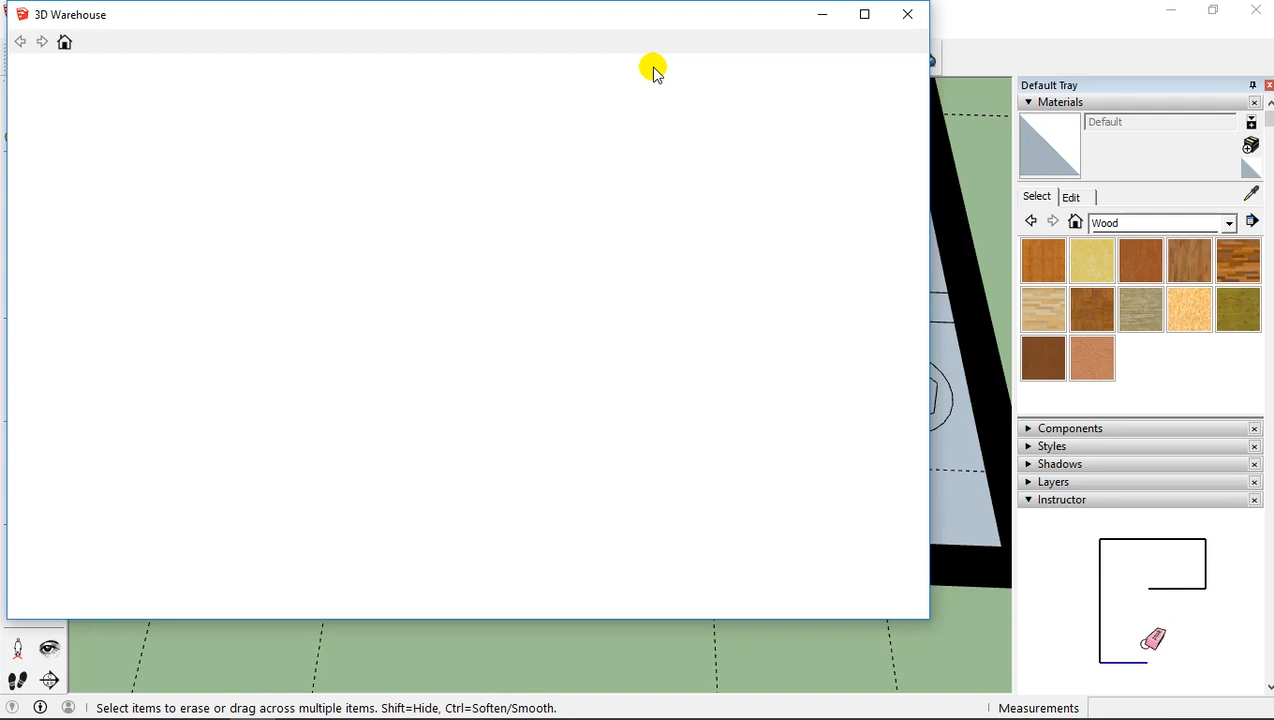 3D Warehouse
Default Tray
Materials
Default
Select
Edit
Wood
Components
Styles
Shadows
Layers
Instructor
Select items to erase or drag across multiple items. Shift=Hide, Ctrl=Soften/Smooth.
Measurements